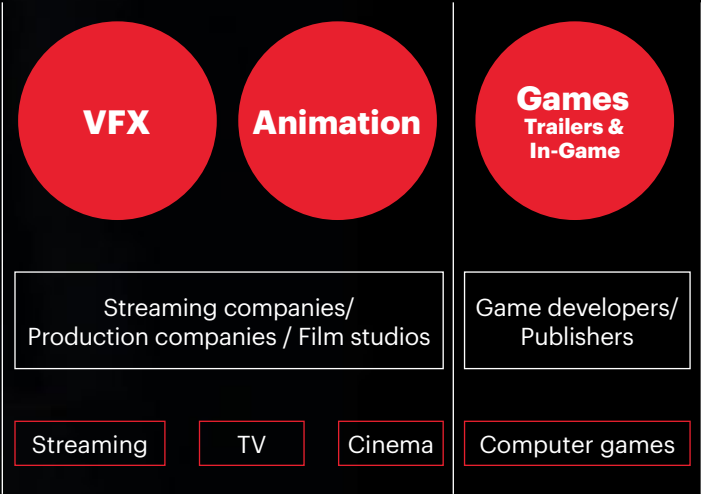 VFX
Animation
Games
Trailers &
In-Game
Streaming companies/
Production companies / Film studios
Game developers/
Publishers
Streaming
TV
Cinema
Computer games